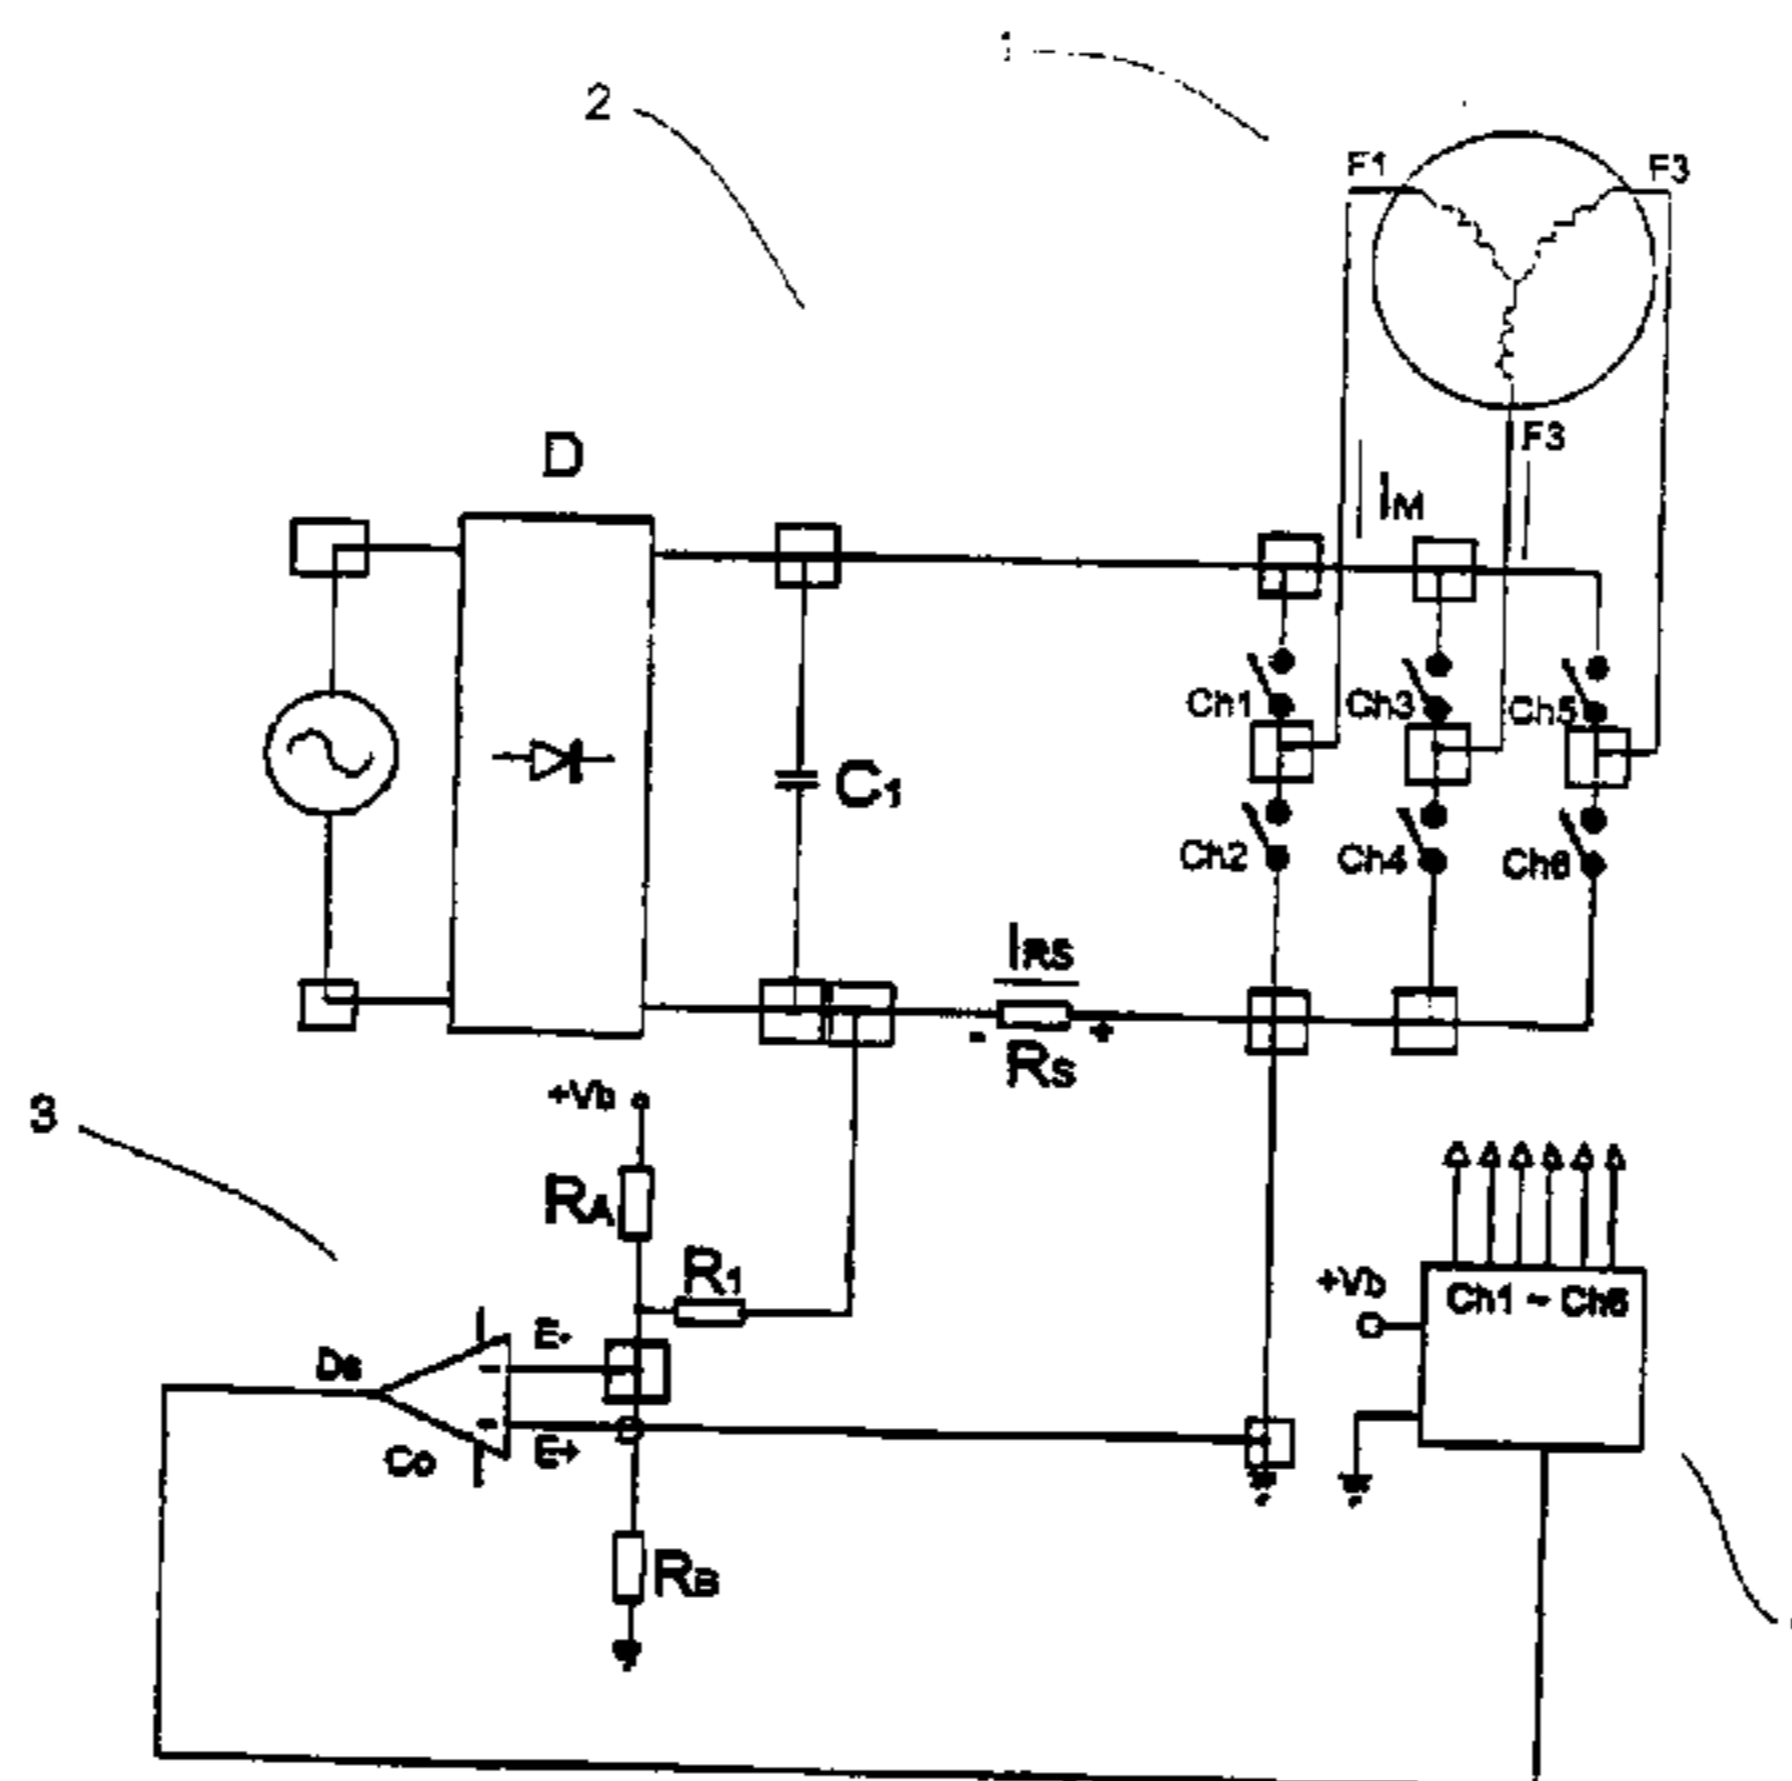 1
2
F1
F3
F3
D
IM
Ch1
Ch3
Ch5
C1
Ch2
Ch4
Ch6
IRS
-
+
RS
+Vb
3
RA
R1
+Vb
Ch1 ~ Ch6
E-
Ds
Co
E+
RB